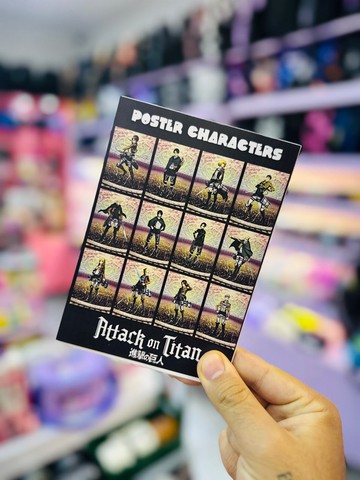 POSTER CHARACTERS
Attack on Titan
進撃の巨人